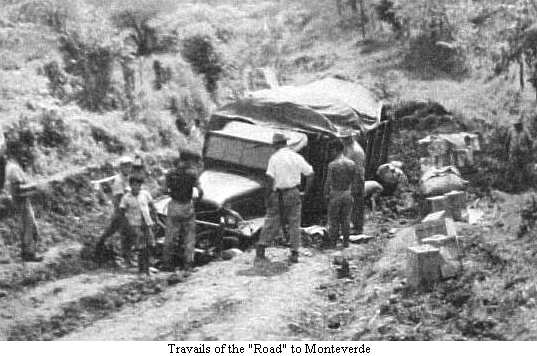 Travails of the "Road" to Monteverde